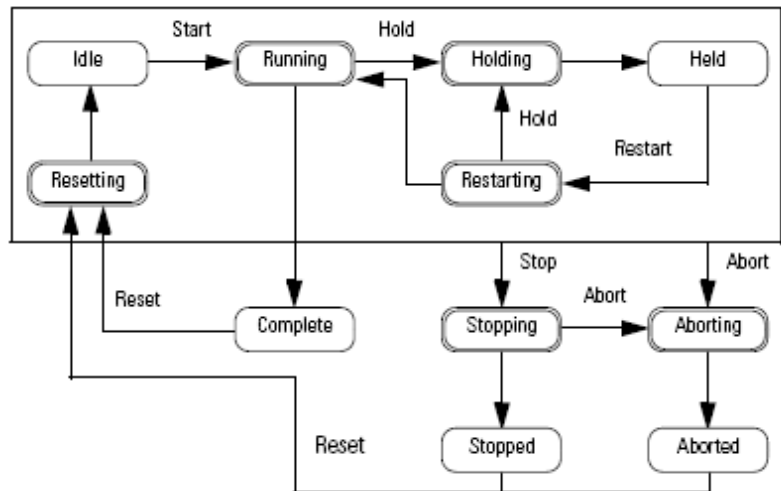 Start
Hold
Idle
Running
Holding
Held
Hold
Restart
Resetting
Restarting
Stop
Abort
Reset
Abort
Complete
Stopping
Aborting
Reset
Stopped
Aborted